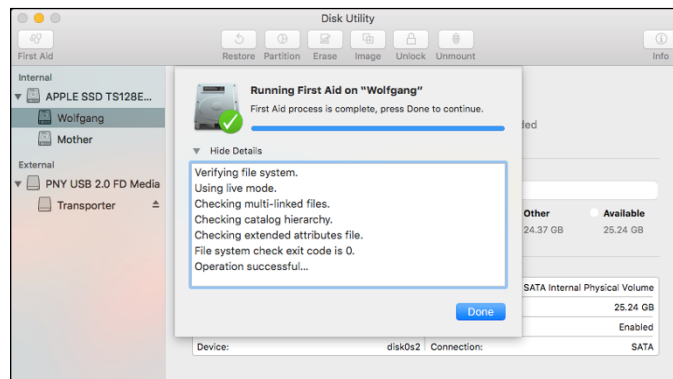 Disk Utility
First Aid
Restore Partition Erase Image Unlock Unmount
Info
Internal
APPLE SSD TS128E...
Wolfgang
Mother
External
PNY USB 2.0 FD Media
Transporter
Running First Aid on “Wolfgang”
First Aid process is complete, press Done to continue.
Hide Details
Verifying file system.
Using live mode.
Checking multi-linked files.
Checking catalog hierarchy.
Checking extended attributes file.
File system check exit code is 0.
Operation successful...
Done
Other Available
24.37 GB 25.24 GB
SATA Internal Physical Volume
25.24 GB
Enabled
Device: disk0s2 Connection: SATA